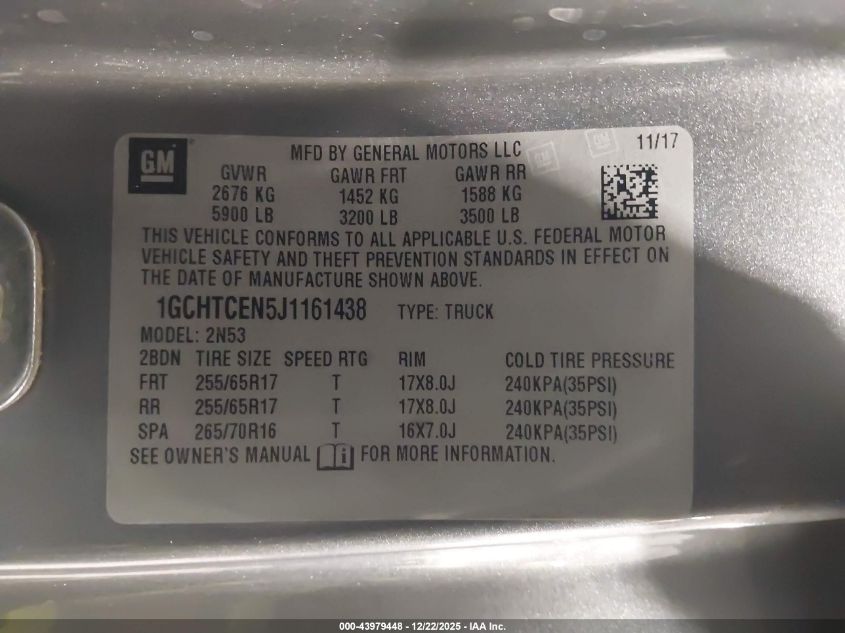 GM
MFD BY GENERAL MOTORS LLC
11/17
GVWR GAWR FRT GAWR RR
2676 KG 1452 KG 1588 KG
5900 LB 3200 LB 3500 LB
THIS VEHICLE CONFORMS TO ALL APPLICABLE U.S. FEDERAL MOTOR
VEHICLE SAFETY AND THEFT PREVENTION STANDARDS IN EFFECT ON
THE DATE OF MANUFACTURE SHOWN ABOVE.
1GCHTCEN5J1161438 TYPE: TRUCK
MODEL: 2N53
2BDN TIRE SIZE SPEED RTG RIM COLD TIRE PRESSURE
FRT 255/65R17 T 17X8.0J 240KPA(35PSI)
RR 255/65R17 T 17X8.0J 240KPA(35PSI)
SPA 265/70R16 T 16X7.0J 240KPA(35PSI)
SEE OWNER'S MANUAL i FOR MORE INFORMATION.
000-43979448 - 12/22/2025 - IAA Inc.